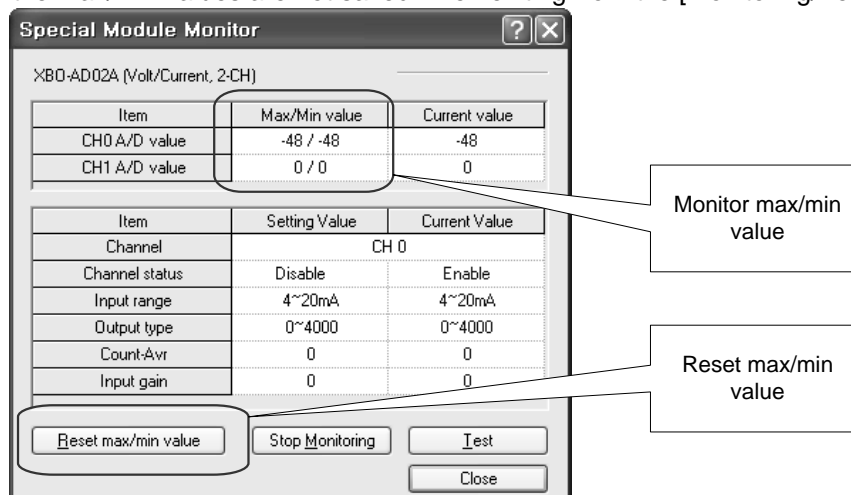 Special Module Monitor
XBO-AD02A (Volt/Current, 2-CH)
Item Max/Min value Current value
CH0 A/D value -48 / -48 -48
CH1 A/D value 0 / 0 0
Monitor max/min
value
Item Setting Value Current Value
Channel CH 0
Channel status Disable Enable
Input range 4~20mA 4~20mA
Output type 0~4000 0~4000
Count-Avr 0 0
Input gain 0 0
Reset max/min
value
Reset max/min value Stop Monitoring Test
Close